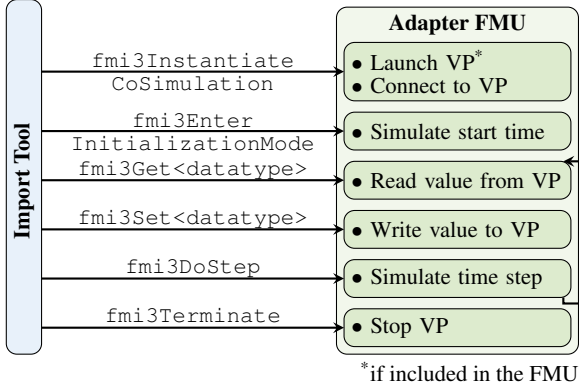 Adapter FMU
Import Tool
fmi3Instantiate
CoSimulation
• Launch VP*
• Connect to VP
fmi3Enter
InitializationMode
• Simulate start time
fmi3Get<datatype>
• Read value from VP
fmi3Set<datatype>
• Write value to VP
fmi3DoStep
• Simulate time step
fmi3Terminate
• Stop VP
*if included in the FMU